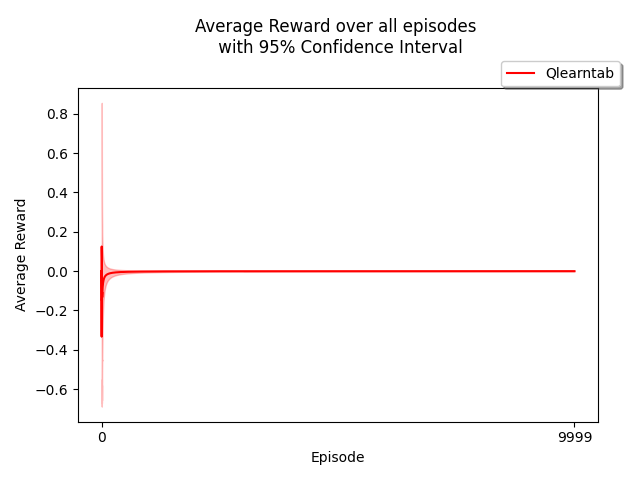 Average Reward over all episodes
with 95% Confidence Interval
Qlearntab
0.8
0.6
0.4
0.2
0.0
−0.2
−0.4
−0.6
Average Reward
0
9999
Episode